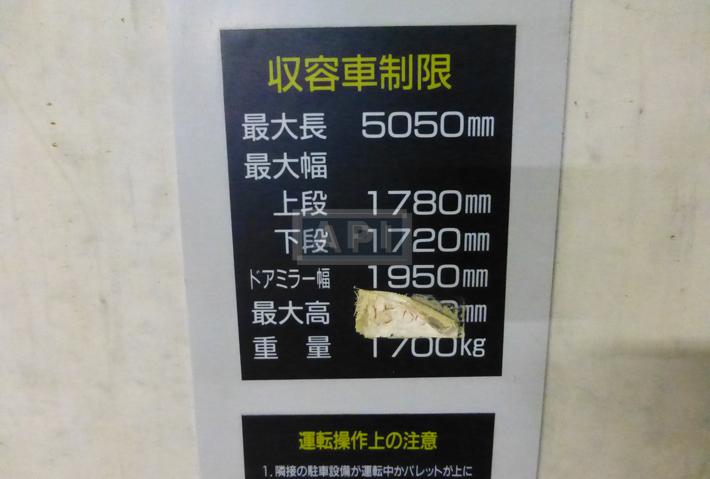 収容車制限
最大長 5050mm
最大幅
上段 1780mm
下段 1720mm
API
ドアミラー幅 1950mm
最大高 mm
重量 1700kg
運転操作上の注意
1.隣接の駐車設備が運転中かパレットが上に